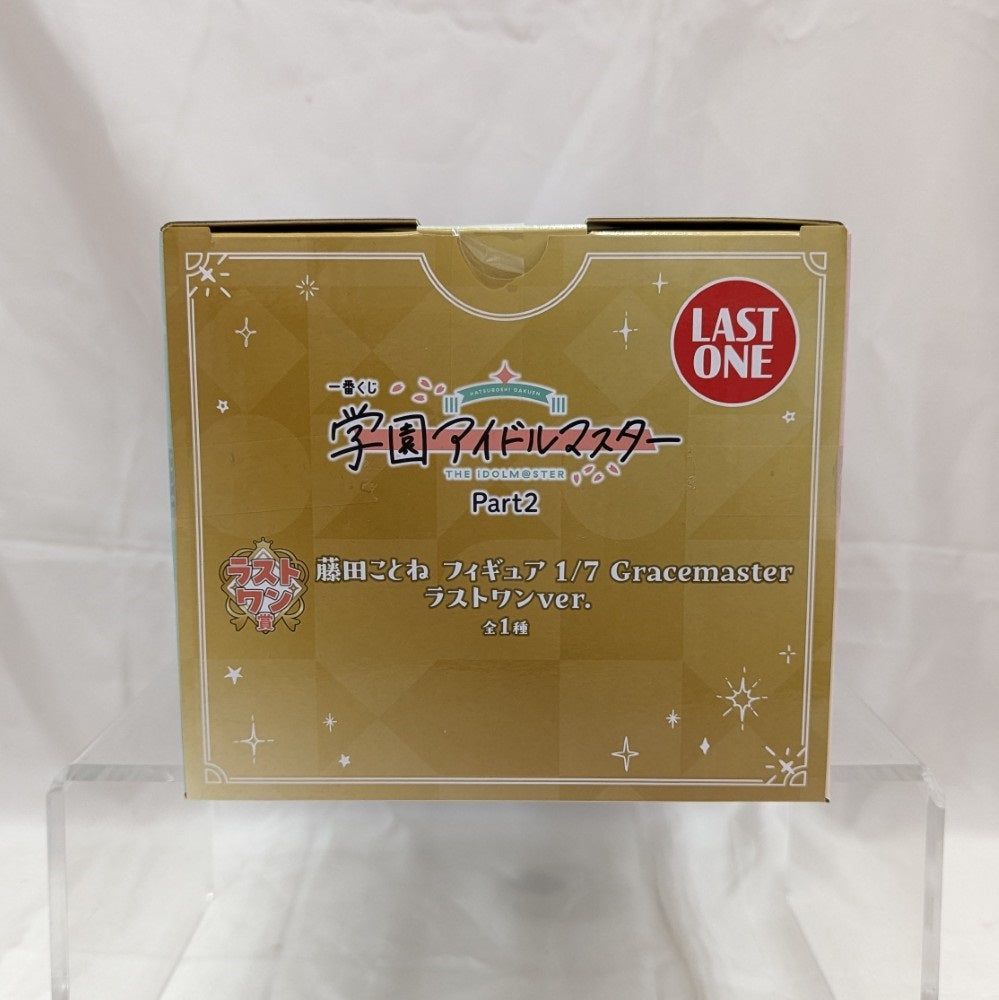 LAST
ONE
一番くじ
HATSUBOSHI GAKUEN
学園アイドルマスター
THE iDOLM@STER
Part2
ラスト
ワン
賞
藤田ことね フィギュア 1/7 Gracemaster
ラストワンver.
全1種